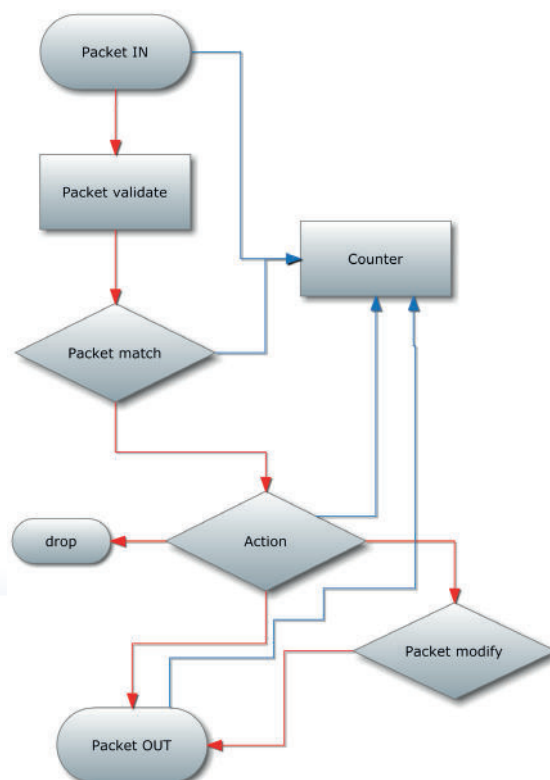 Packet IN
Packet validate
Counter
Packet match
Action
drop
Packet modify
Packet OUT